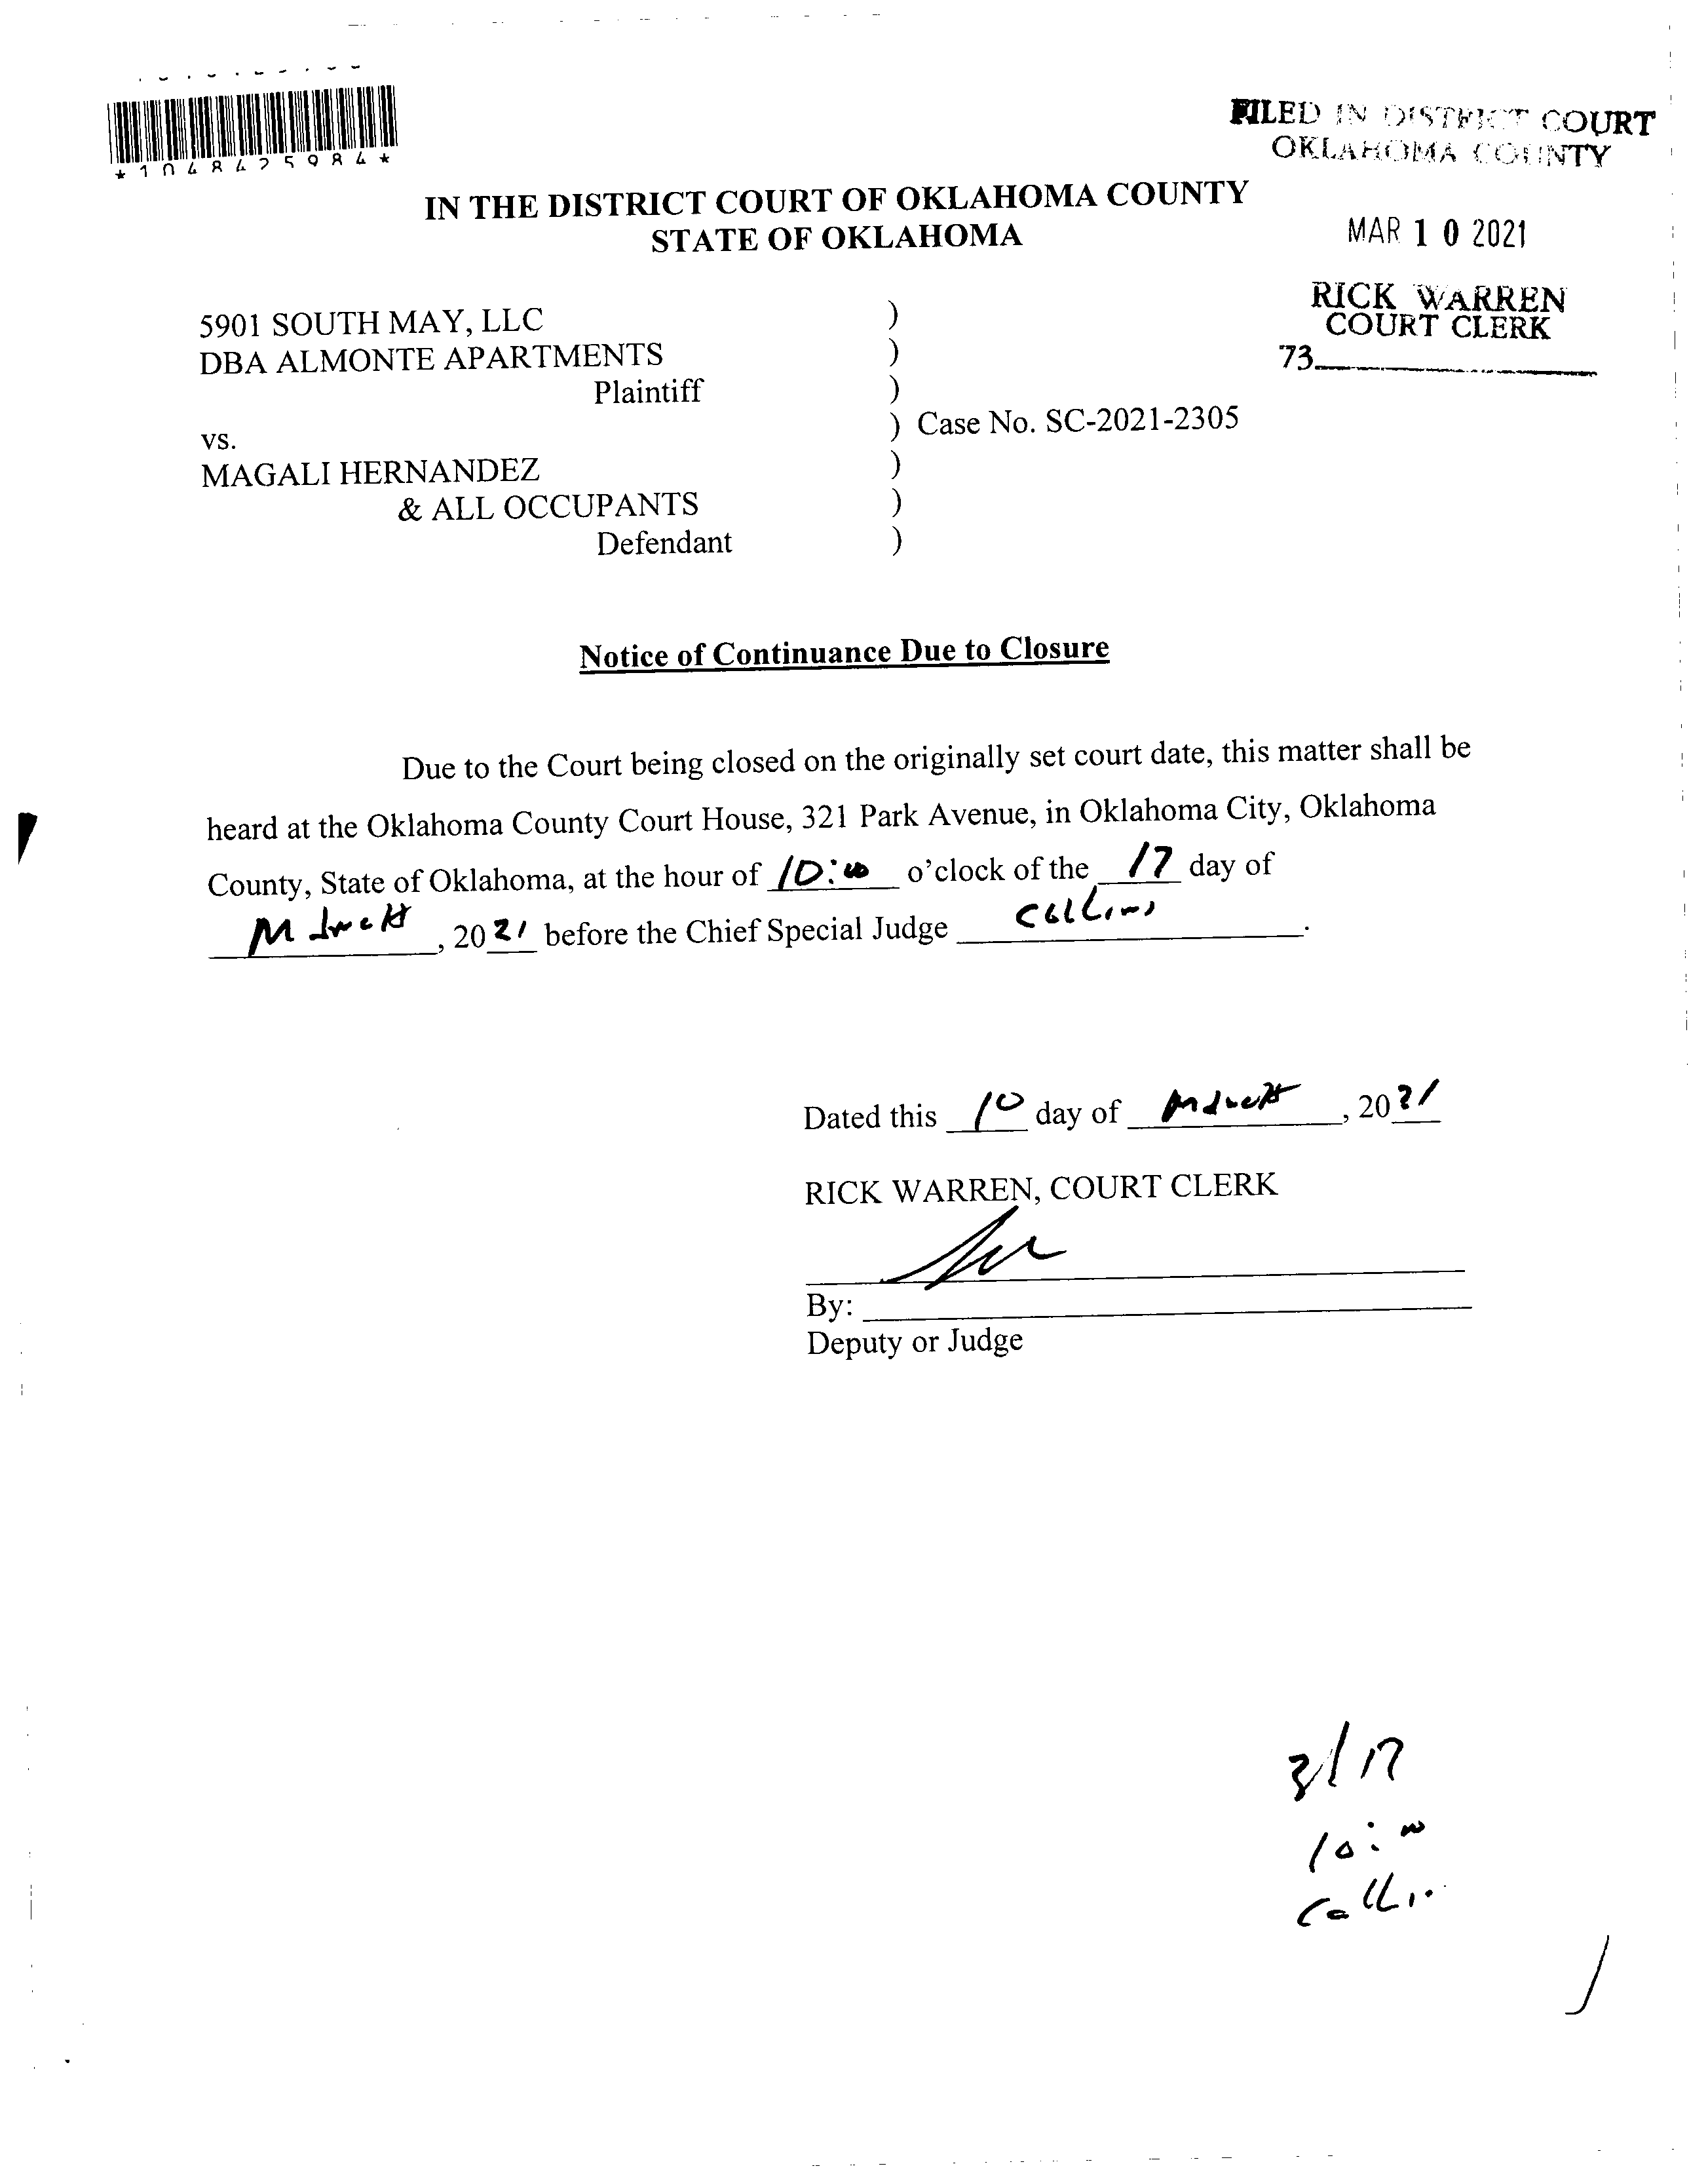 *1048425984*
FILED IN DISTRICT COURT
OKLAHOMA COUNTY
IN THE DISTRICT COURT OF OKLAHOMA COUNTY
STATE OF OKLAHOMA
MAR 10 2021
RICK WARREN
COURT CLERK
73
5901 SOUTH MAY, LLC )
DBA ALMONTE APARTMENTS )
Plaintiff )
) Case No. SC-2021-2305
vs.
MAGALI HERNANDEZ )
& ALL OCCUPANTS )
Defendant )
Notice of Continuance Due to Closure
Due to the Court being closed on the originally set court date, this matter shall be
heard at the Oklahoma County Court House, 321 Park Avenue, in Oklahoma City, Oklahoma
County, State of Oklahoma, at the hour of 10:00 o'clock of the 17 day of
March, 2021 before the Chief Special Judge Collins.
Dated this 10 day of March, 2021
RICK WARREN, COURT CLERK
By:
Deputy or Judge
3/17
10:00
Collins